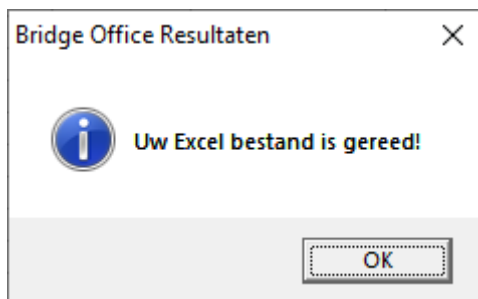 Bridge Office Resultaten
Uw Excel bestand is gereed!
OK